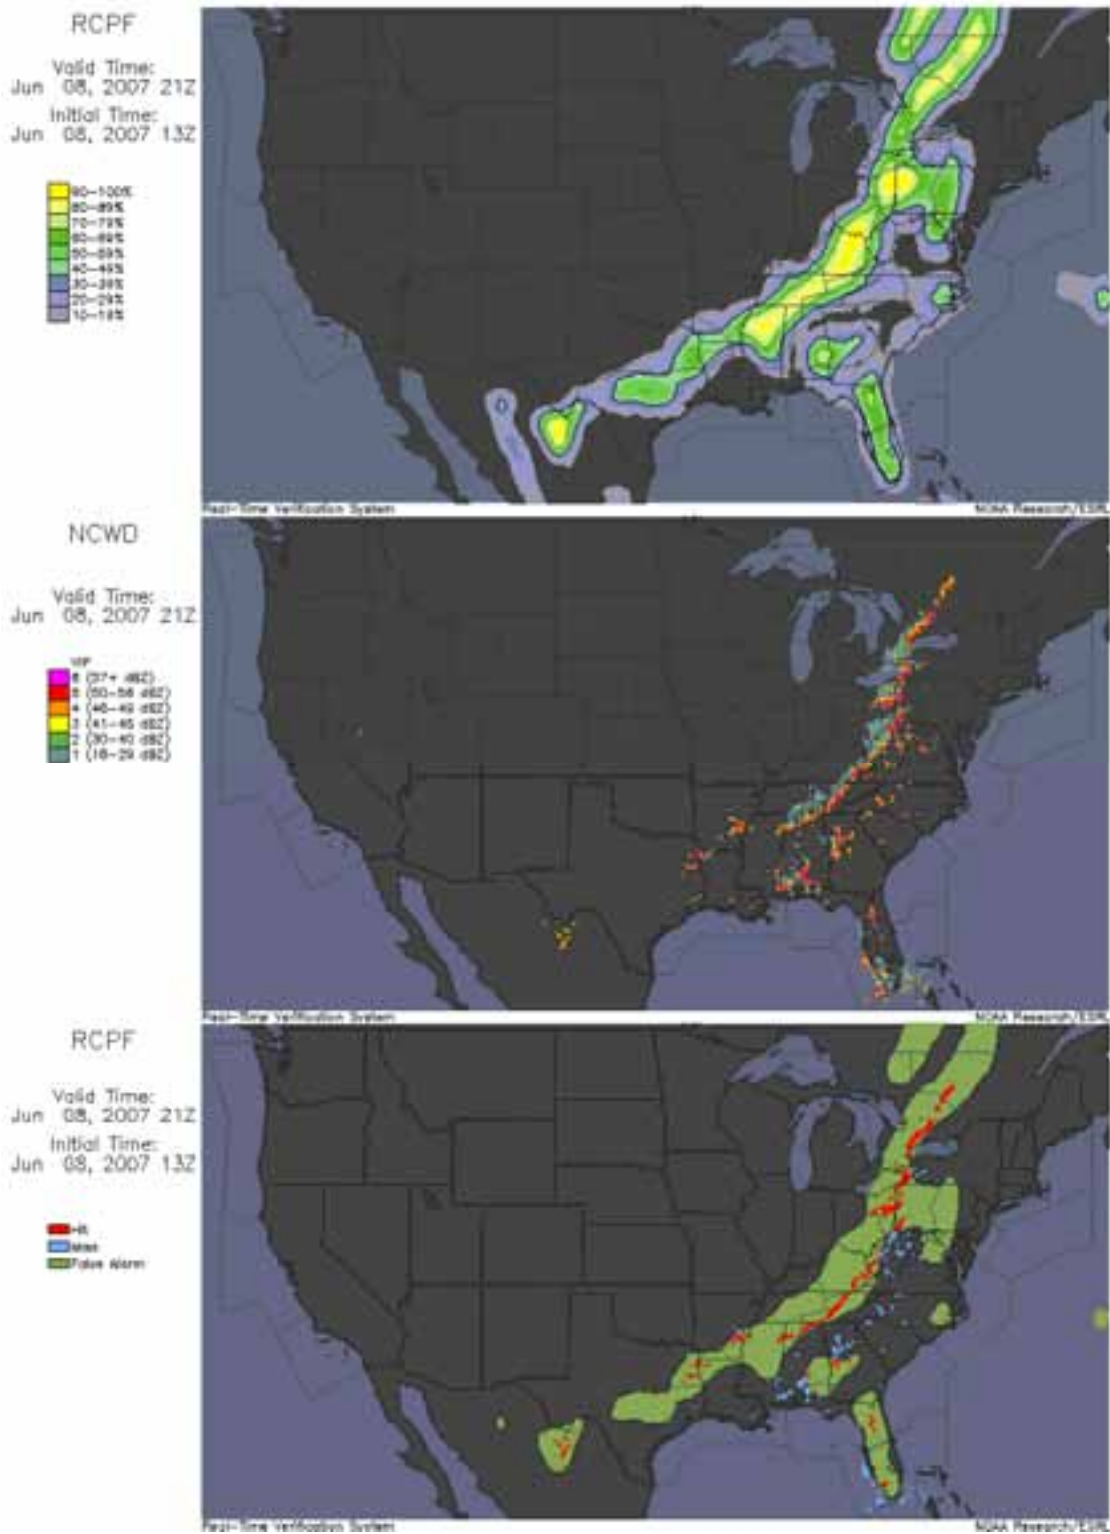 RCPF
Valid Time:
Jun 08, 2007 21Z
Initial Time:
Jun 08, 2007 13Z
90-100%
80-89%
70-79%
60-69%
50-59%
40-49%
30-39%
20-29%
10-19%
Real-Time Verification System
NOAA Research/ESRL
NCWD
Valid Time:
Jun 08, 2007 21Z
VIP
6 (57+ dBZ)
5 (50-56 dBZ)
4 (46-49 dBZ)
3 (41-45 dBZ)
2 (30-40 dBZ)
1 (18-29 dBZ)
Real-Time Verification System
NOAA Research/ESRL
RCPF
Valid Time:
Jun 08, 2007 21Z
Initial Time:
Jun 08, 2007 13Z
Hit
Miss
False Alarm
Real-Time Verification System
NOAA Research/ESRL